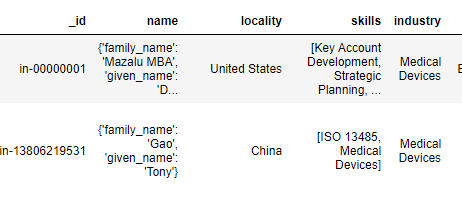 _id name locality skills industry
in-00000001 {'family_name': 'Mazalu MBA', 'given_name': 'D... United States [Key Account Development, Strategic Planning, ... Medical Devices
in-13806219531 {'family_name': 'Gao', 'given_name': 'Tony'} China [ISO 13485, Medical Devices] Medical Devices